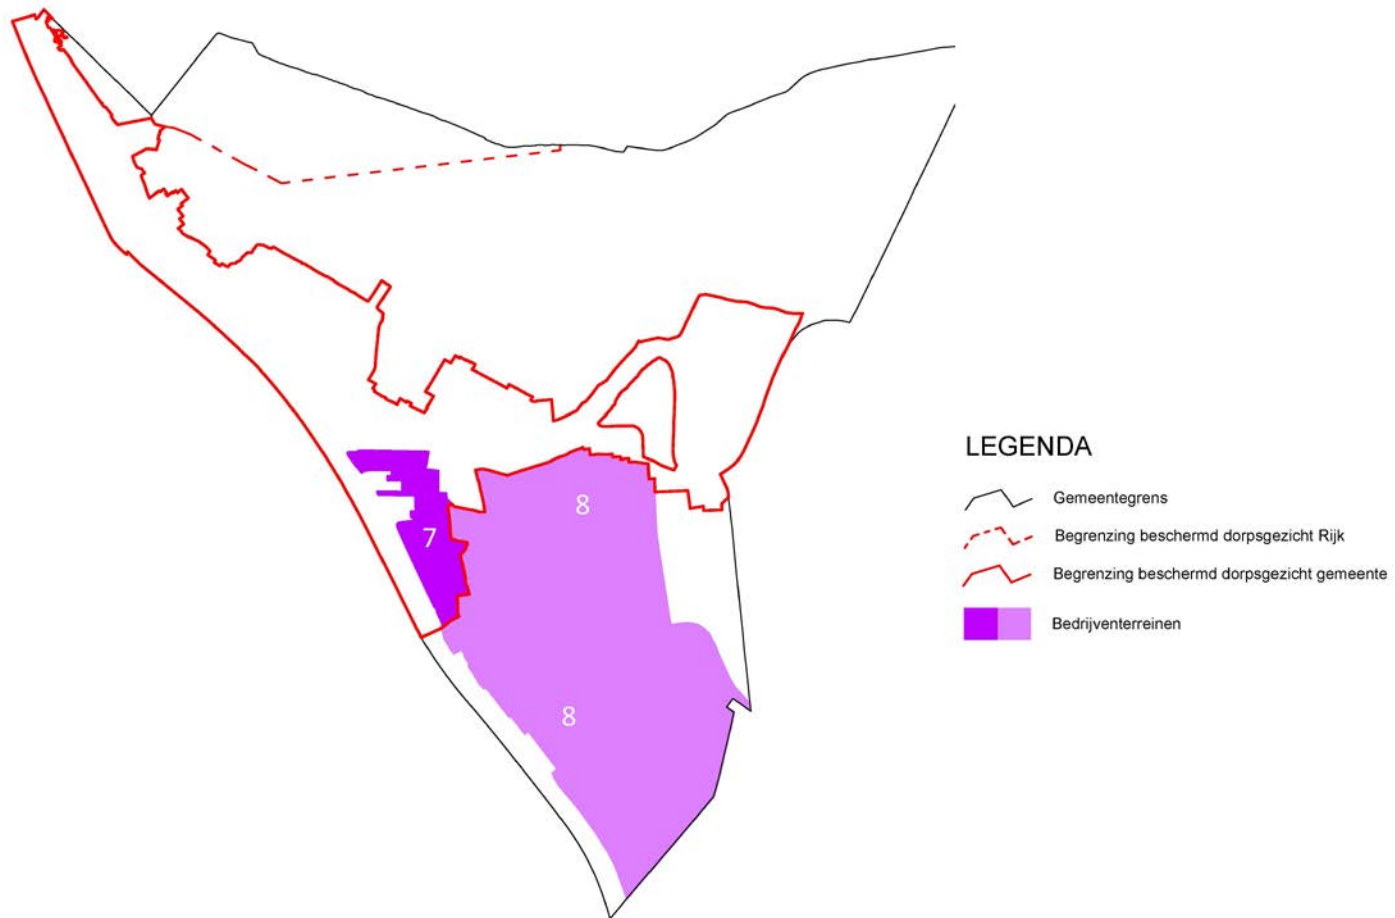 8
7
8
LEGENDA
Gemeentegrens
Begrenzing beschermd dorpsgezicht Rijk
Begrenzing beschermd dorpsgezicht gemeente
Bedrijventerreinen